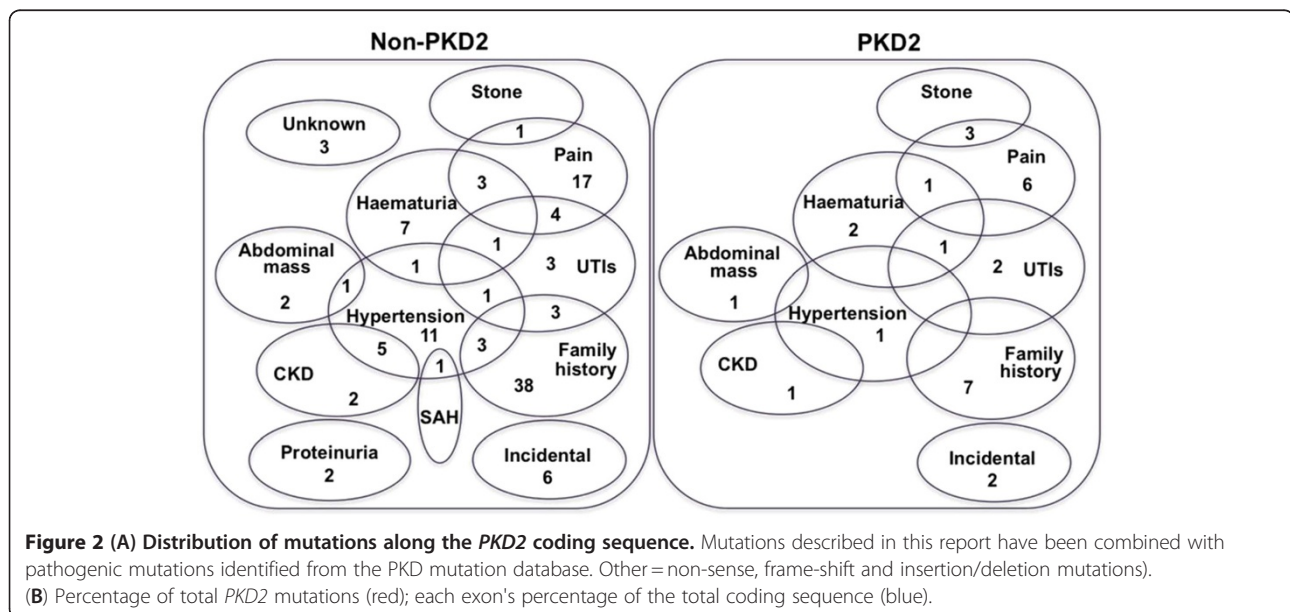 Non-PKD2
PKD2
Stone
1
Unknown
3
Pain
17
3
Haematuria
7
4
1
1
3 UTIs
Abdominal
mass
1
2
1
Hypertension
11
3
5
3
Family
history
38
CKD
2
1
SAH
Proteinuria
2
Incidental
6
Stone
3
Pain
6
1
Haematuria
2
1
2 UTIs
Abdominal
mass
1
Hypertension
1
Family
history
7
CKD
1
Incidental
2
Figure 2 (A) Distribution of mutations along the PKD2 coding sequence. Mutations described in this report have been combined with
pathogenic mutations identified from the PKD mutation database. Other = non-sense, frame-shift and insertion/deletion mutations).
(B) Percentage of total PKD2 mutations (red); each exon's percentage of the total coding sequence (blue).